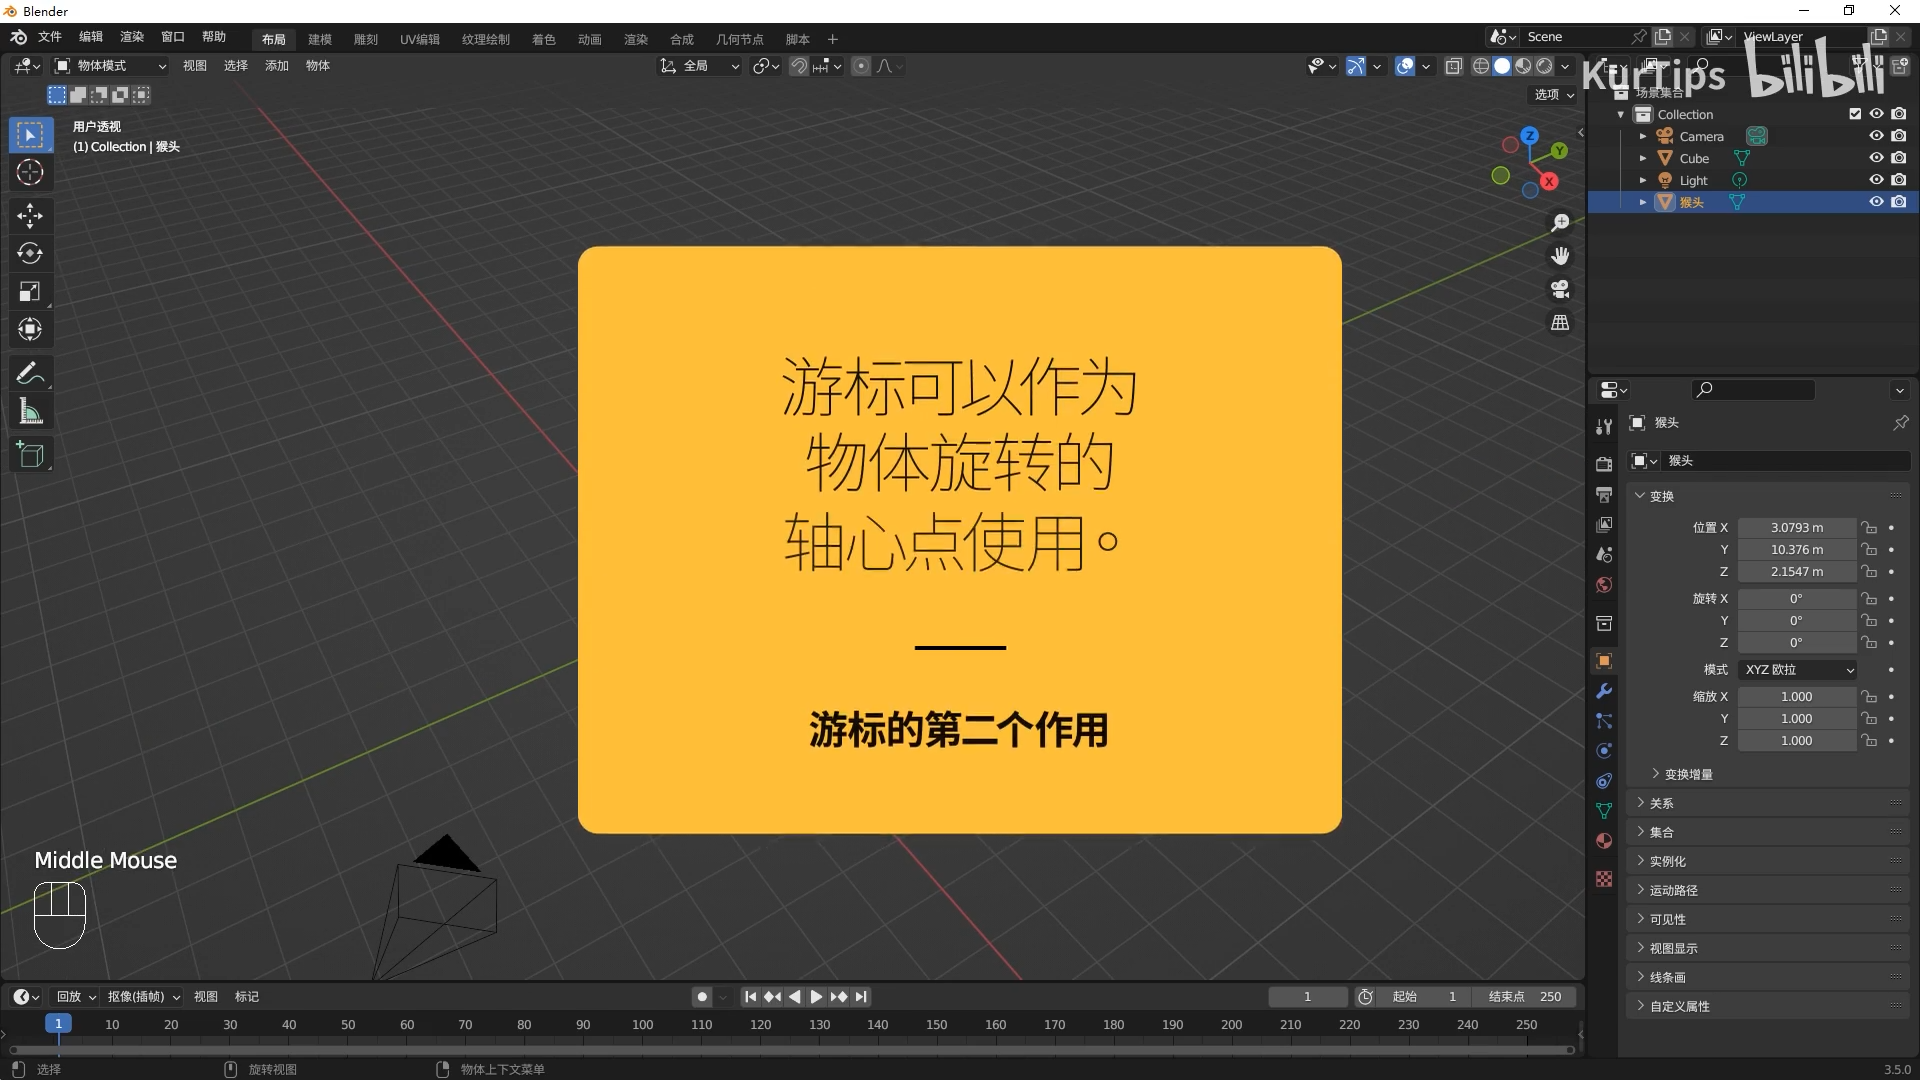 Blender
文件 编辑 渲染 窗口 帮助 布局 建模 雕刻 UV编辑 纹理绘制 着色 动画 渲染 合成 几何节点 脚本 + Scene ViewLayer
物体模式 视图 选择 添加 物体 全局
KurTips bilibili
选项 场景集合
用户透视
(1) Collection | 猴头
Collection
Camera
Cube
Light
猴头
Z
Y
X
游标可以作为
物体旋转的
轴心点使用。
游标的第二个作用
猴头
猴头
变换
位置 X 3.0793 m
Y 10.376 m
Z 2.1547 m
旋转 X 0°
Y 0°
Z 0°
模式 XYZ 欧拉
缩放 X 1.000
Y 1.000
Z 1.000
变换增量
关系
集合
实例化
运动路径
可见性
视图显示
线条画
自定义属性
Middle Mouse
回放 抠像(插帧) 视图 标记 1 起始 1 结束点 250
1 10 20 30 40 50 60 70 80 90 100 110 120 130 140 150 160 170 180 190 200 210 220 230 240 250
选择 旋转视图 物体上下文菜单 3.5.0